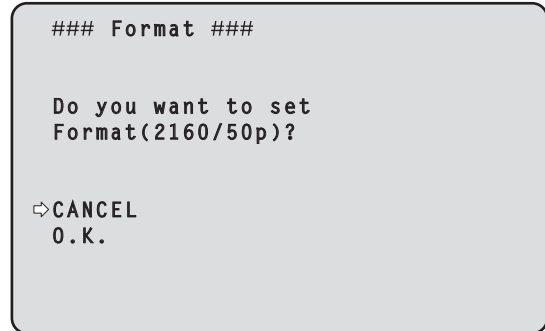 ### Format ###
Do you want to set
Format(2160/50p)?
⇨CANCEL
O.K.